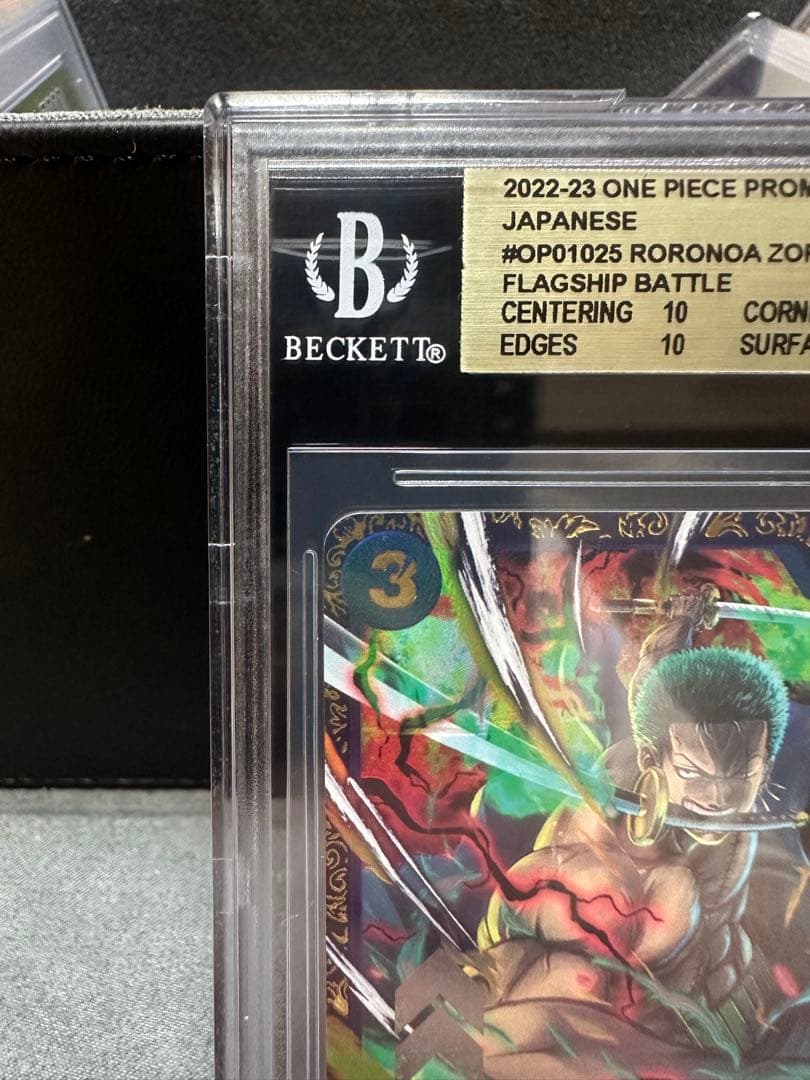 B
BECKETT®
2022-23 ONE PIECE PROM
JAPANESE
#OP01025 RORONOA ZOR
FLAGSHIP BATTLE
CENTERING 10 CORN
EDGES 10 SURFA
3